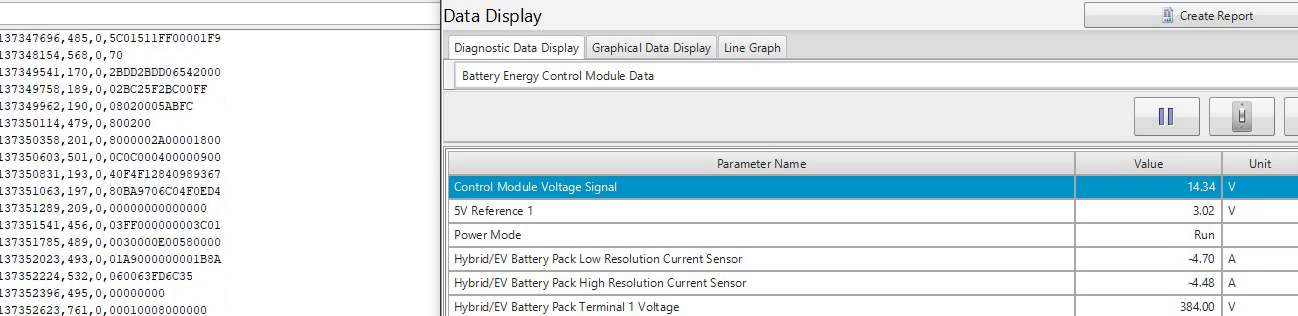 137347696,485,0,5C01511FF00001F9
137348154,568,0,70
137349541,170,0,2BDD2BDD06542000
137349758,189,0,02BC25F2BC00FF
137349962,190,0,08020005ABFC
137350114,479,0,800200
137350358,201,0,8000002A00001800
137350603,501,0,0C0C000400000900
137350831,193,0,40F4F12840989367
137351063,197,0,80BA9706C04F0ED4
137351289,209,0,00000000000000
137351541,456,0,03FF000000003C01
137351785,489,0,0030000E00580000
137352023,493,0,01A9000000001B8A
137352224,532,0,060063FD6C35
137352396,495,0,00000000
137352623,761,0,00010008000000
Data Display
Create Report
Diagnostic Data Display Graphical Data Display Line Graph
Battery Energy Control Module Data
Parameter Name Value Unit
Control Module Voltage Signal 14.34 V
5V Reference 1 3.02 V
Power Mode Run
Hybrid/EV Battery Pack Low Resolution Current Sensor -4.70 A
Hybrid/EV Battery Pack High Resolution Current Sensor -4.48 A
Hybrid/EV Battery Pack Terminal 1 Voltage 384.00 V